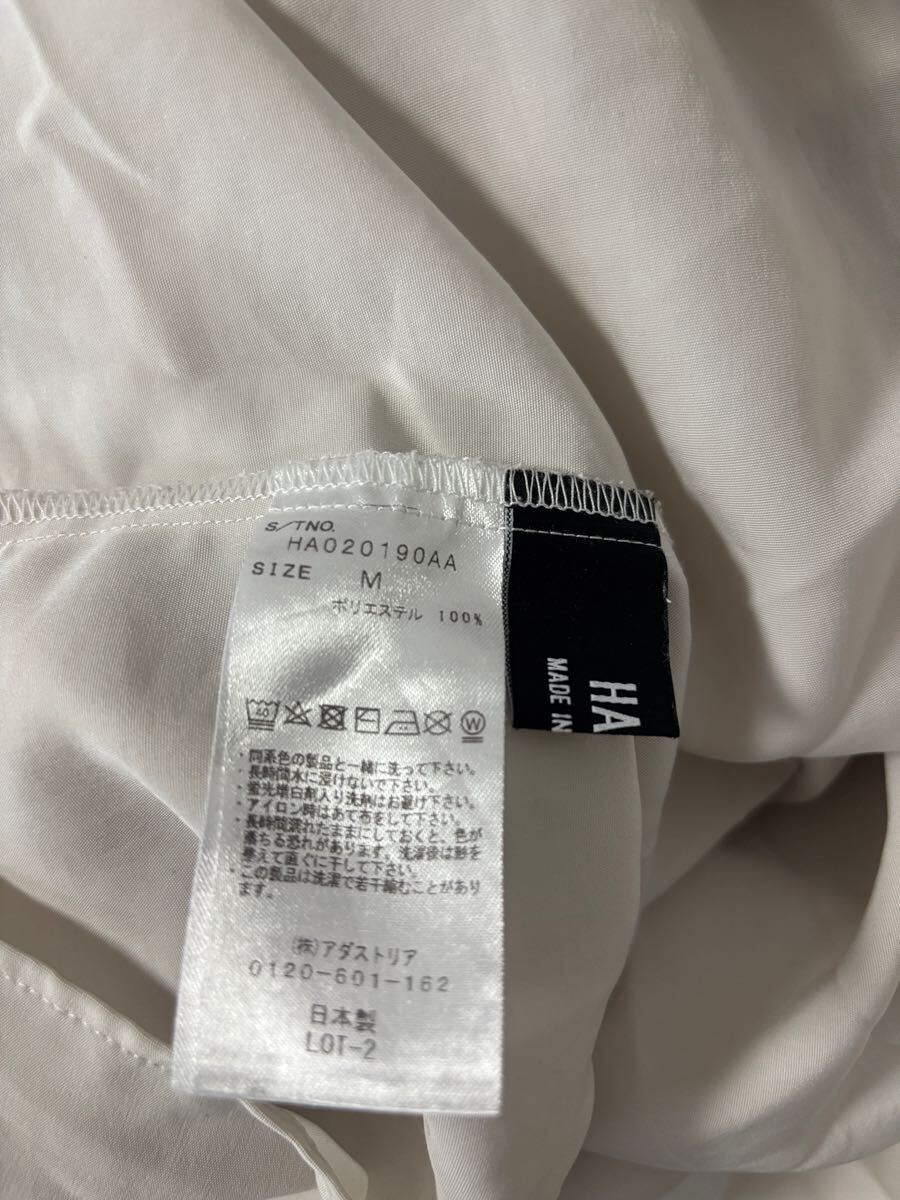 S/TNO.
HA020190AA
SIZE M
ポリエステル 100%
40
W
・同系色の製品と一緒に洗って下さい。
・長時間水に浸けないで下さい。
・蛍光増白剤入り洗剤はお避け下さい。
・アイロン時はあて布をして下さい。
・長時間濡れたままにしておくと、色が
落ちる恐れがあります。洗濯後は形を
整えて直ぐに干して下さい。
・この製品は洗濯で若干縮むことがあり
ます。
(株)アダストリア
0120-601-162
日本製
LOT-2
HA
MADE IN